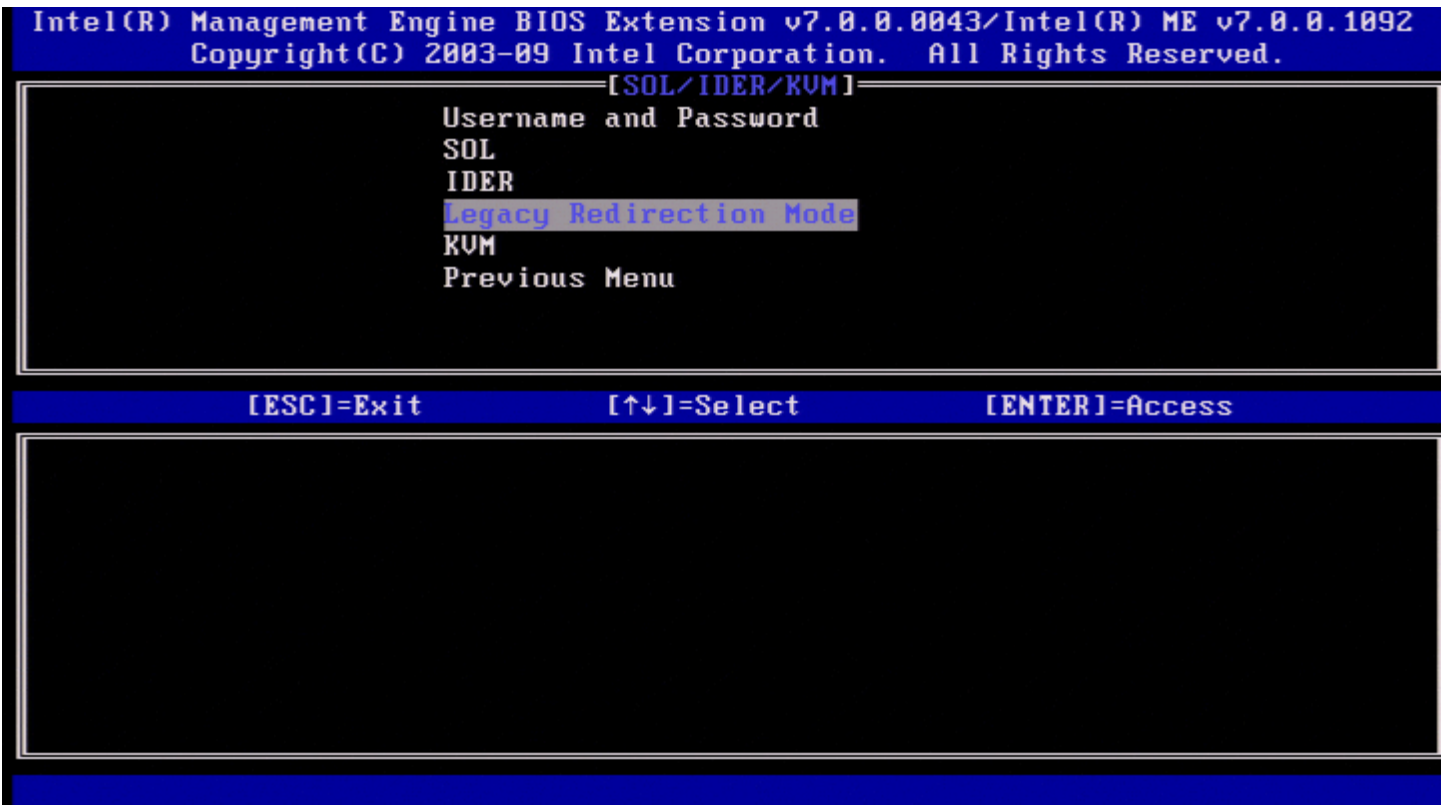 Intel(R) Management Engine BIOS Extension v7.0.0.0043/Intel(R) ME v7.0.0.1092
Copyright(C) 2003-09 Intel Corporation. All Rights Reserved.
[SOL/IDER/KVM]
Username and Password
SOL
IDER
Legacy Redirection Mode
KVM
Previous Menu
[ESC]=Exit [↑↓]=Select [ENTER]=Access